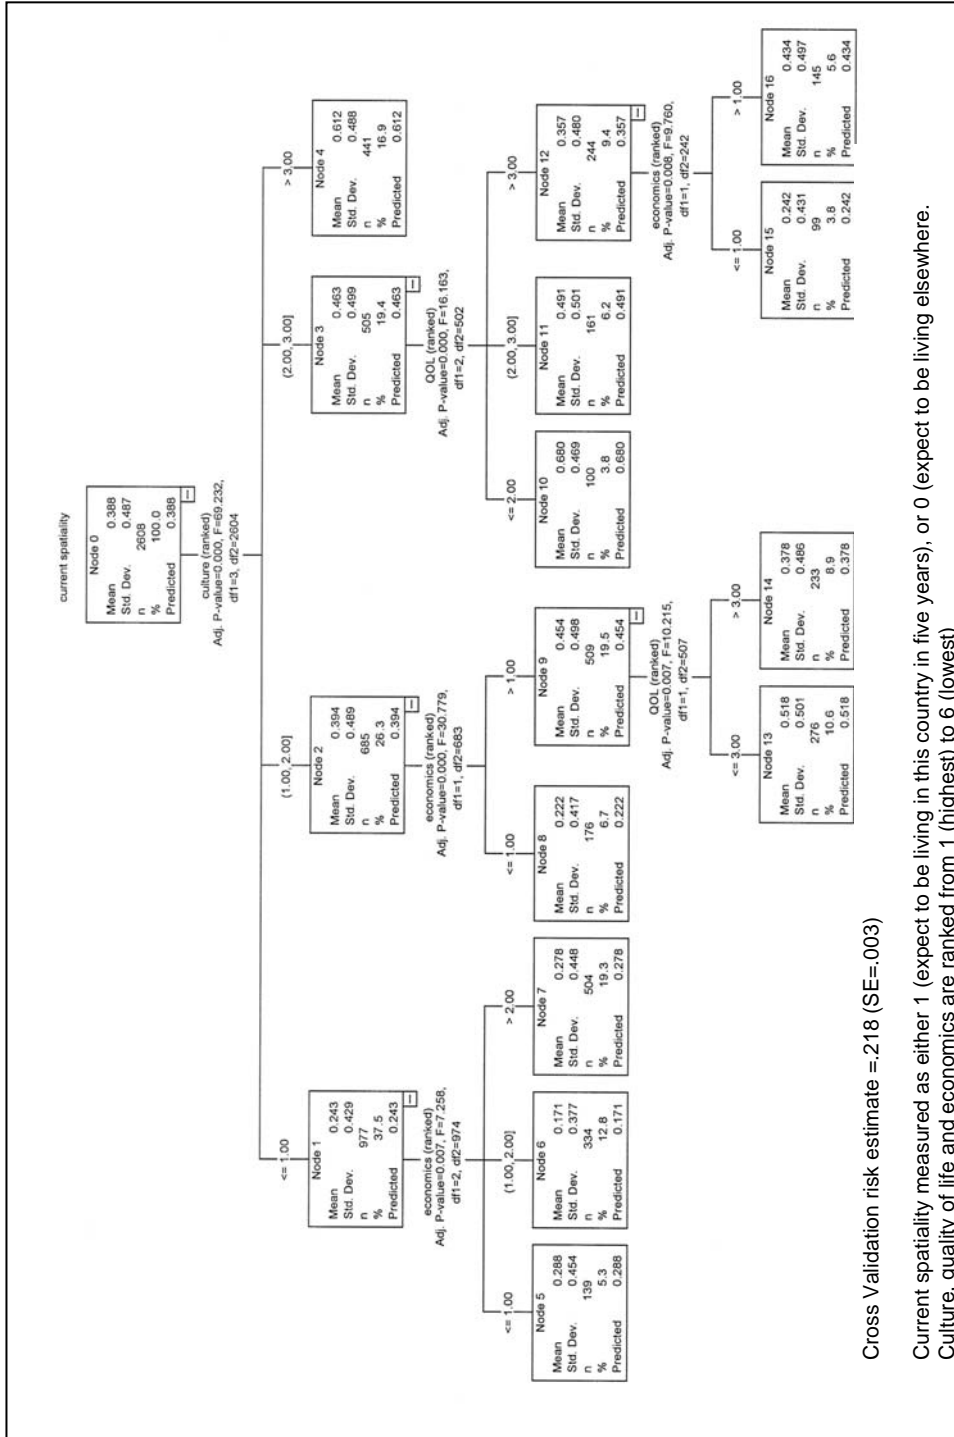 current spatiality
Node 0
Mean 0.388
Std. Dev. 0.487
n 2608
% 100.0
Predicted 0.388
culture (ranked)
Adj. P-value=0.000, F=69.232,
df1=3, df2=2604
<= 1.00
(1.00, 2.00]
(2.00, 3.00]
> 3.00
Node 1
Mean 0.243
Std. Dev. 0.429
n 977
% 37.5
Predicted 0.243
Node 2
Mean 0.394
Std. Dev. 0.489
n 685
% 26.3
Predicted 0.394
Node 3
Mean 0.463
Std. Dev. 0.499
n 505
% 19.4
Predicted 0.463
Node 4
Mean 0.612
Std. Dev. 0.488
n 441
% 16.9
Predicted 0.612
economics (ranked)
Adj. P-value=0.007, F=7.258,
df1=2, df2=974
economics (ranked)
Adj. P-value=0.000, F=30.779,
df1=1, df2=683
QOL (ranked)
Adj. P-value=0.000, F=16.163,
df1=2, df2=502
<= 1.00
(1.00, 2.00]
> 2.00
<= 1.00
> 1.00
<= 2.00
(2.00, 3.00]
> 3.00
Node 5
Mean 0.288
Std. Dev. 0.454
n 139
% 5.3
Predicted 0.288
Node 6
Mean 0.171
Std. Dev. 0.377
n 334
% 12.8
Predicted 0.171
Node 7
Mean 0.278
Std. Dev. 0.448
n 504
% 19.3
Predicted 0.278
Node 8
Mean 0.222
Std. Dev. 0.417
n 176
% 6.7
Predicted 0.222
Node 9
Mean 0.454
Std. Dev. 0.498
n 509
% 19.5
Predicted 0.454
Node 10
Mean 0.680
Std. Dev. 0.469
n 100
% 3.8
Predicted 0.680
Node 11
Mean 0.491
Std. Dev. 0.501
n 161
% 6.2
Predicted 0.491
Node 12
Mean 0.357
Std. Dev. 0.480
n 244
% 9.4
Predicted 0.357
QOL (ranked)
Adj. P-value=0.007, F=10.215,
df1=1, df2=507
economics (ranked)
Adj. P-value=0.008, F=9.760,
df1=1, df2=242
<= 3.00
> 3.00
<= 1.00
> 1.00
Node 13
Mean 0.518
Std. Dev. 0.501
n 276
% 10.6
Predicted 0.518
Node 14
Mean 0.378
Std. Dev. 0.486
n 233
% 8.9
Predicted 0.378
Node 15
Mean 0.242
Std. Dev. 0.431
n 99
% 3.8
Predicted 0.242
Node 16
Mean 0.434
Std. Dev. 0.497
n 145
% 5.6
Predicted 0.434
Cross Validation risk estimate =.218 (SE=.003)
Current spatiality measured as either 1 (expect to be living in this country in five years), or 0 (expect to be living elsewhere.
Culture, quality of life and economics are ranked from 1 (highest) to 6 (lowest)